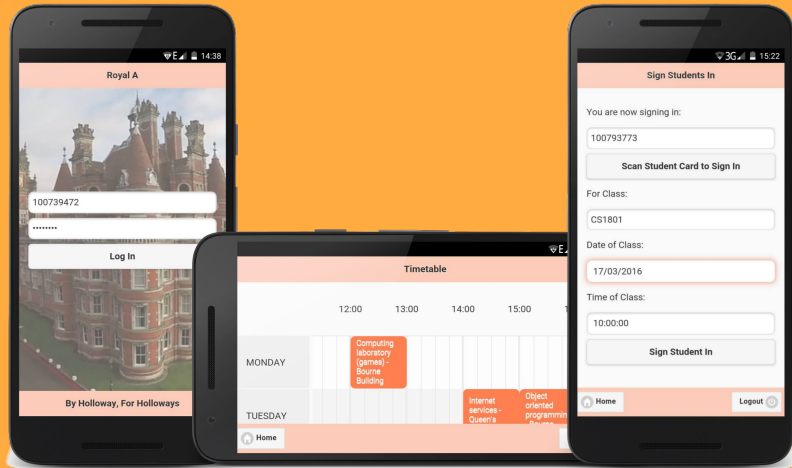 14:38
Royal A
100739472
••••••••
Log In
By Holloway, For Holloways
Timetable
12:00 13:00 14:00 15:00
MONDAY
Computing
laboratory
(games) -
Bourne
Building
TUESDAY
Internet
services -
Queen's
Object
oriented
programmin
Home
3G 15:22
Sign Students In
You are now signing in:
100793773
Scan Student Card to Sign In
For Class:
CS1801
Date of Class:
17/03/2016
Time of Class:
10:00:00
Sign Student In
Home
Logout